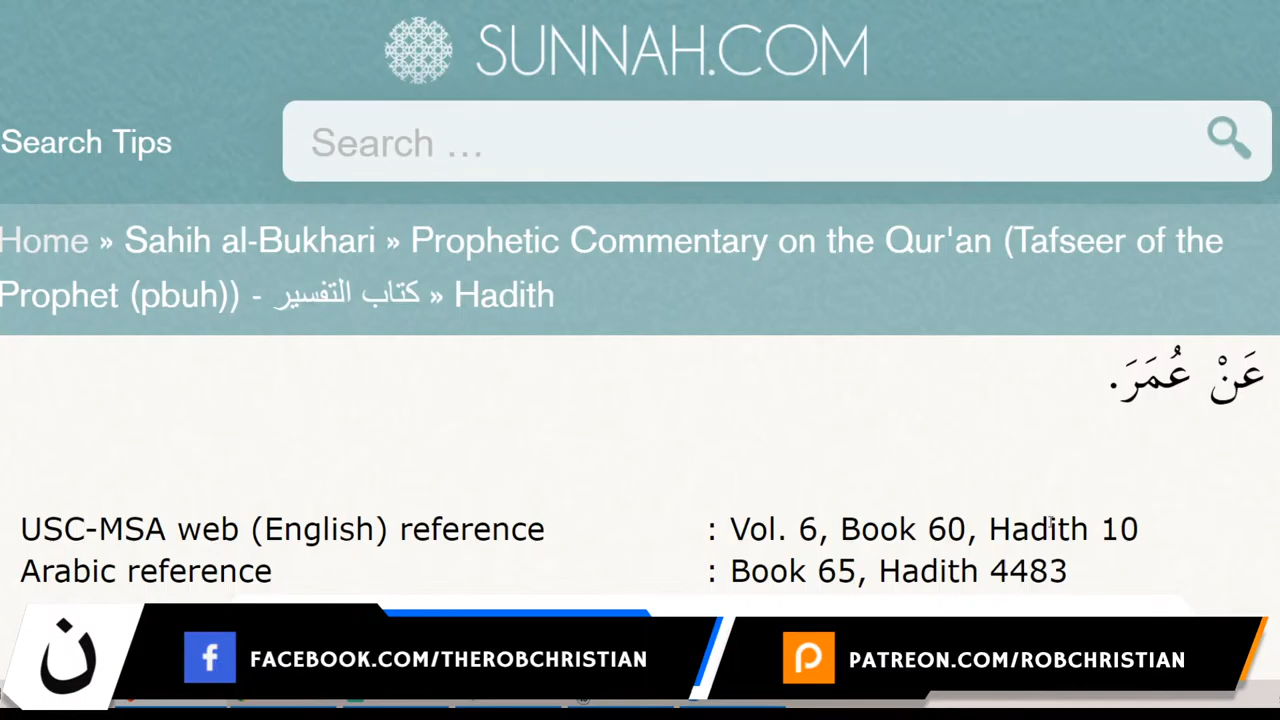 SUNNAH.COM
Search Tips
Search ...
Home » Sahih al-Bukhari » Prophetic Commentary on the Qur'an (Tafseer of the
Prophet (pbuh)) - كتاب التفسير » Hadith
عَنْ عُمَرَ.
USC-MSA web (English) reference : Vol. 6, Book 60, Hadith 10
Arabic reference : Book 65, Hadith 4483
ن
f FACEBOOK.COM/THEROBCHRISTIAN
PATREON.COM/ROBCHRISTIAN